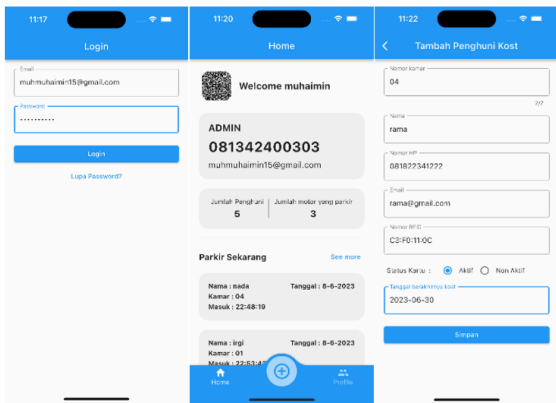 11:17
Login
Email
muhmuhaimin15@gmail.com
Password
Login
Lupa Password?
11:20
Home
Welcome muhaimin
ADMIN
081342400303
muhmuhaimin15@gmail.com
Jumlah Penghuni
5
Jumlah motor yang parkir
3
Parkir Sekarang
See more
Nama : nada
Tanggal : 8-6-2023
Kamar : 04
Masuk : 22:48:19
Nama : irgi
Tanggal : 8-6-2023
Kamar : 01
Masuk : 22:53:42
Home
Profile
11:22
Tambah Penghuni Kost
Nomor kamar
04
2/2
Nama
rama
Nomor HP
081822341222
Email
rama@gmail.com
Nomor RFID
C3:F0:11:0C
Status Kartu :
Aktif
Non Aktif
Tanggal berakhirnya kost
2023-06-30
Simpan